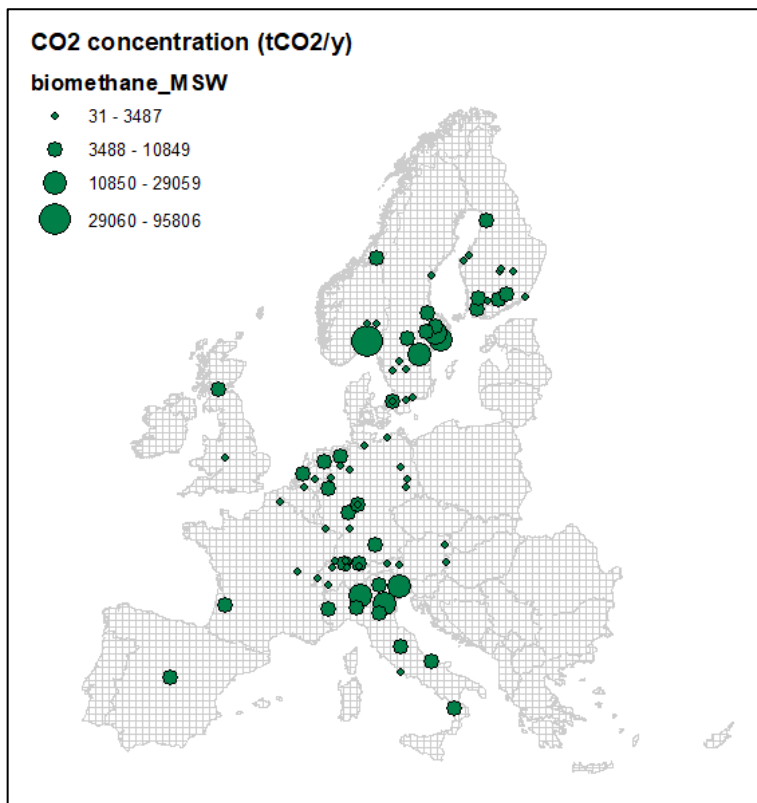 CO2 concentration (tCO2/y)
biomethane_MSW
31 - 3487
3488 - 10849
10850 - 29059
29060 - 95806